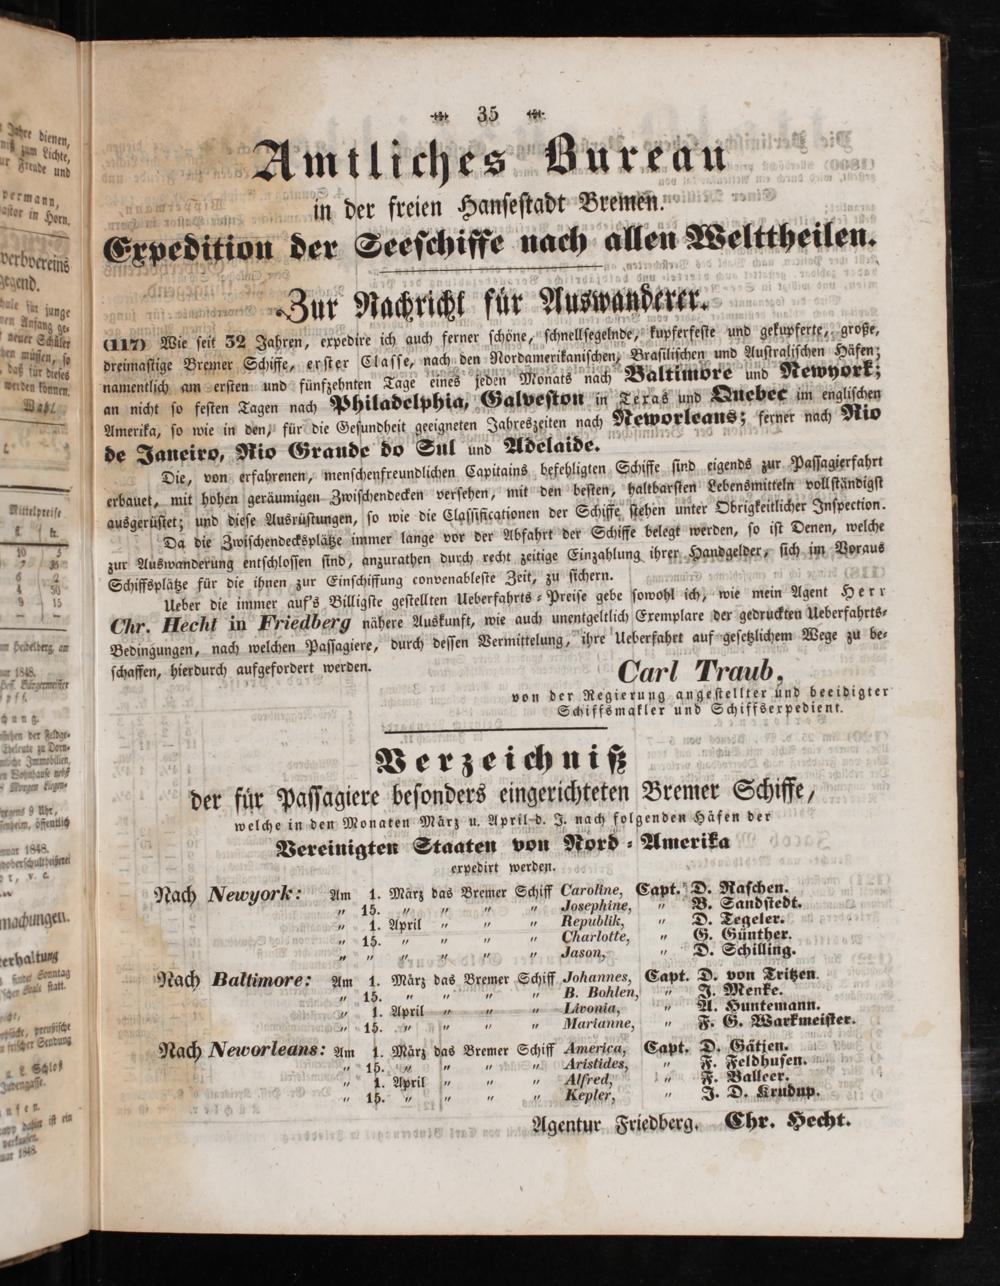 35
Amtliches Bureau
in der freien Hansestadt Bremen.
Expedition der Seeschiffe nach allen Welttheilen.
Zur Nachricht für Auswanderer.
(117) Wie seit 32 Jahren, expedire ich auch ferner schöne, schnellsegelnde, kupferfeste und gekupferte, große,
dreimastige Bremer Schiffe, erster Classe, nach den Nordamerikanischen, Brasilischen und Australischen Häfen;
namentlich am ersten und fünfzehnten Tage eines jeden Monats nach Baltimore und Newyork;
an nicht so festen Tagen nach Philadelphia, Galveston in Texas und Quebec im englischen
Amerika, so wie in den, für die Gesundheit geeigneten Jahreszeiten nach Neworleans; ferner nach Rio
de Janeiro, Rio Grande do Sul und Adelaide.
Die, von erfahrenen, menschenfreundlichen Capitains befehligten Schiffe sind eigends zur Passagierfahrt
erbauet, mit hohen geräumigen Zwischendecken versehen, mit den besten, haltbarsten Lebensmitteln vollständigst
ausgerüstet; und diese Ausrüstungen, so wie die Classificationen der Schiffe stehen unter Obrigkeitlicher Inspection.
Da die Zwischendecksplätze immer lange vor der Abfahrt der Schiffe belegt werden, so ist Denen, welche
zur Auswanderung entschlossen sind, anzurathen durch recht zeitige Einzahlung ihrer Handgelder, sich im Voraus
Schiffsplätze für die ihnen zur Einschiffung convenableste Zeit, zu sichern.
Ueber die immer auf's Billigste gestellten Ueberfahrts-Preise gebe sowohl ich, wie mein Agent Herr
Chr. Hecht in Friedberg nähere Auskunft, wie auch unentgeltlich Exemplare der gedruckten Ueberfahrts-
Bedingungen, nach welchen Passagiere, durch dessen Vermittelung, ihre Ueberfahrt auf gesetzlichem Wege zu be-
schaffen, hierdurch aufgefordert werden.
Carl Traub,
von der Regierung angestellter und beeidigter
Schiffsmakler und Schiffsexpedient.
Verzeichniß
der für Passagiere besonders eingerichteten Bremer Schiffe,
welche in den Monaten März u. April d. J. nach folgenden Häfen der
Vereinigten Staaten von Nord-Amerika
expedirt werden.
Nach Newyork: Am 1. März das Bremer Schiff Caroline, Capt. D. Raschen.
" 15. " " " " Josephine, " B. Sandstedt.
" 1. April " " " Republik, " D. Tegeler.
" 15. " " " " Charlotte, " G. Günther.
" " " " " " Jason, " D. Schilling.
Nach Baltimore: Am 1. März das Bremer Schiff Johannes, Capt. D. von Tritzen.
" 15. " " " " B. Bohlen, " J. Menke.
" 1. April " " " Livonia, " A. Huntemann.
" 15. " " " " Marianne, " F. G. Warkmeister.
Nach Neworleans: Am 1. März das Bremer Schiff America, Capt. D. Gätjen.
" 15. " " " " Aristides, " F. Feldhusen.
" 1. April " " " Alfred, " F. Balleer.
" 15. " " " " Kepler, " J. D. Krudup.
Agentur Friedberg. Chr. Hecht.